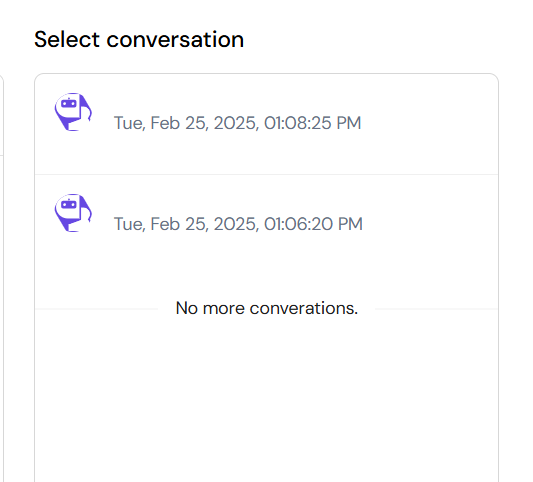 Select conversation
Tue, Feb 25, 2025, 01:08:25 PM
Tue, Feb 25, 2025, 01:06:20 PM
No more converations.